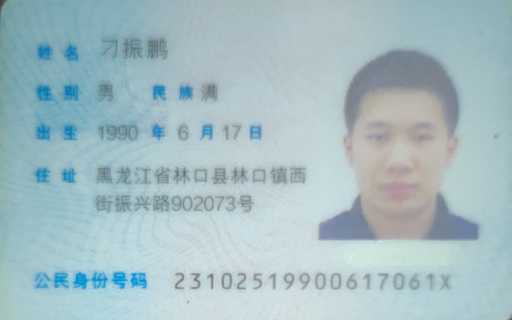 姓名 刁振鹏
性别 男 民族 满
出生 1990 年 6 月 17 日
住址 黑龙江省林口县林口镇西
街振兴路902073号
公民身份号码 23102519900617061X